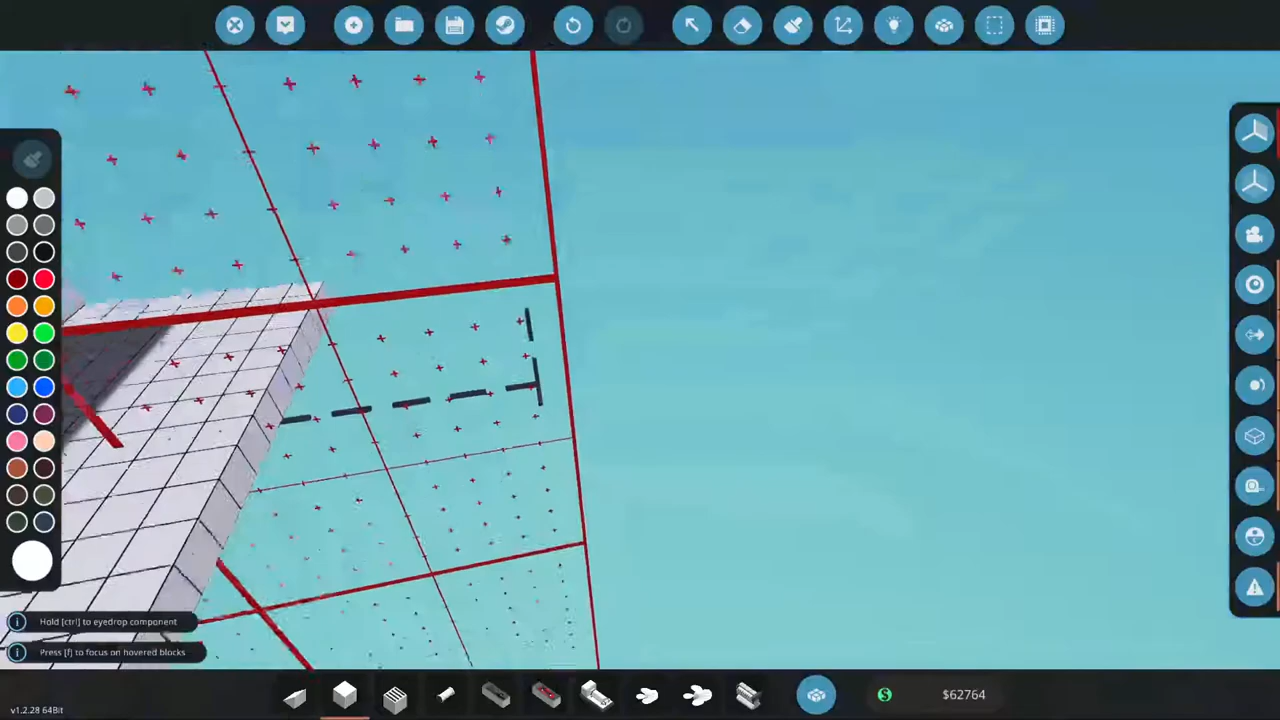 Hold [ctrl] to eyedrop component
Press [f] to focus on hovered blocks
$62764
v1.2.28 64Bit